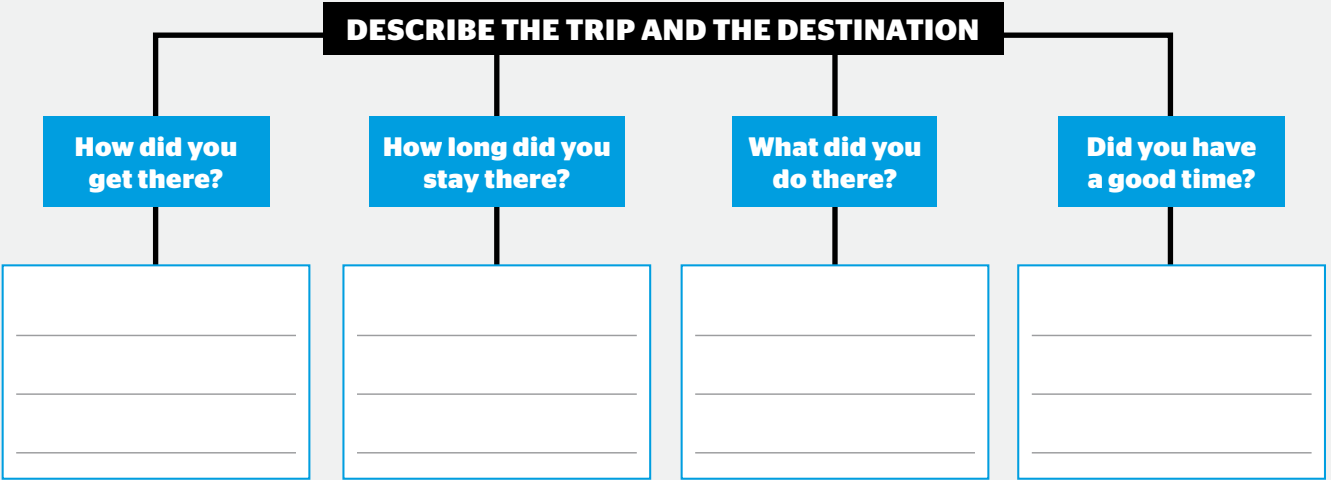 DESCRIBE THE TRIP AND THE DESTINATION
How did you
get there?
How long did you
stay there?
What did you
do there?
Did you have
a good time?